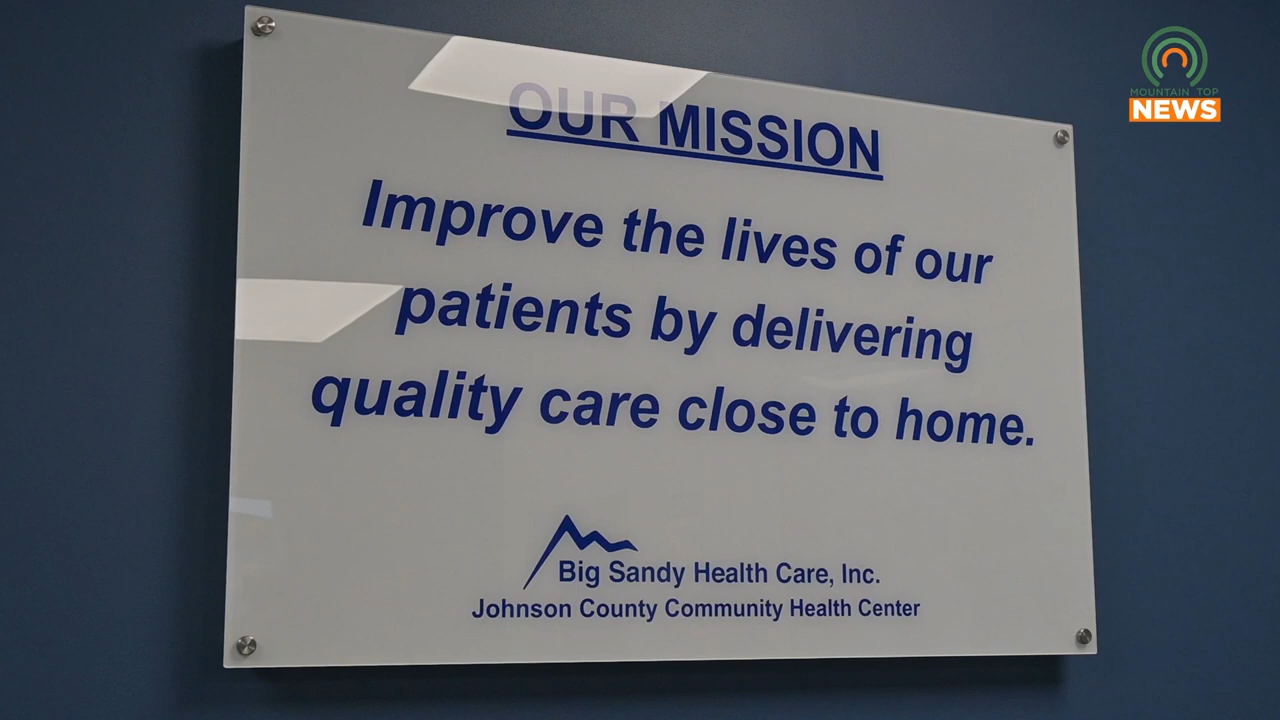 MOUNTAIN TOP
NEWS
OUR MISSION
Improve the lives of our
patients by delivering
quality care close to home.
Big Sandy Health Care, Inc.
Johnson County Community Health Center